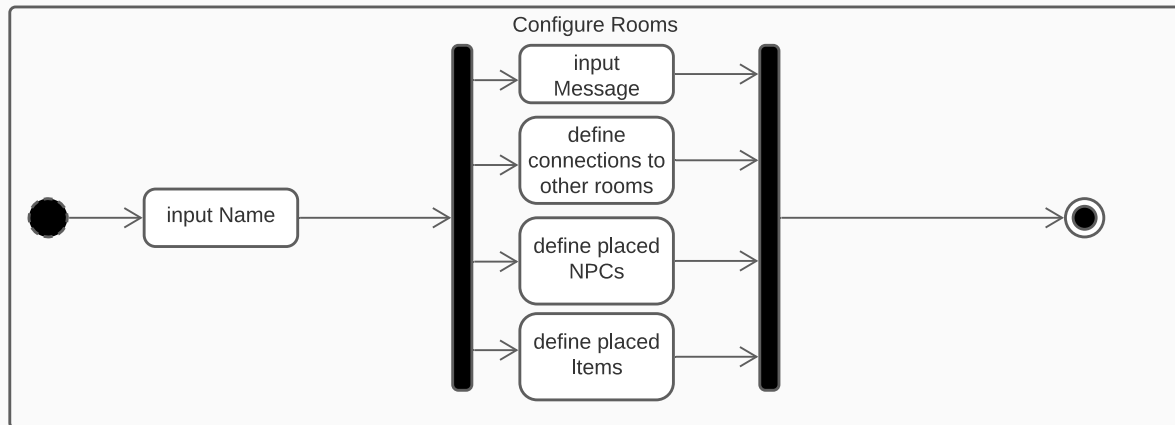 Configure Rooms
input
Message
define
connections to
other rooms
input Name
define placed
NPCs
define placed
Items